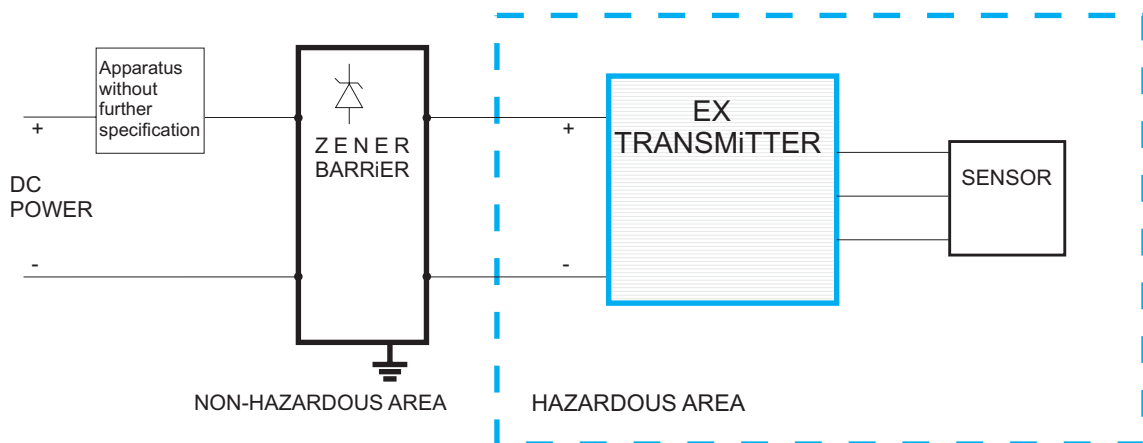 Apparatus
without
further
specification
+
DC
POWER
-
Z E N E R
BARRiER
+
-
EX
TRANSMiTTER
SENSOR
NON-HAZARDOUS AREA
HAZARDOUS AREA